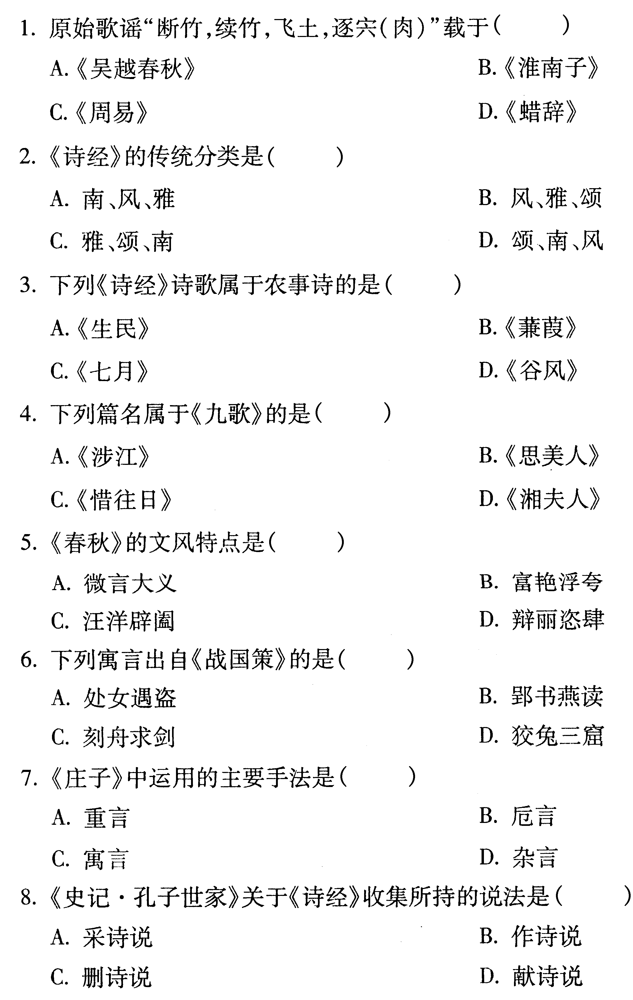 1. 原始歌谣“断竹,续竹,飞土,逐宍(肉)”载于(　　)
A.《吴越春秋》 B.《淮南子》
C.《周易》 D.《蜡辞》
2.《诗经》的传统分类是(　　)
A. 南、风、雅 B. 风、雅、颂
C. 雅、颂、南 D. 颂、南、风
3. 下列《诗经》诗歌属于农事诗的是(　　)
A.《生民》 B.《蒹葭》
C.《七月》 D.《谷风》
4. 下列篇名属于《九歌》的是(　　)
A.《涉江》 B.《思美人》
C.《惜往日》 D.《湘夫人》
5.《春秋》的文风特点是(　　)
A. 微言大义 B. 富艳浮夸
C. 汪洋辟阖 D. 辩丽恣肆
6. 下列寓言出自《战国策》的是(　　)
A. 处女遇盗 B. 郢书燕读
C. 刻舟求剑 D. 狡兔三窟
7.《庄子》中运用的主要手法是(　　)
A. 重言 B. 卮言
C. 寓言 D. 杂言
8.《史记·孔子世家》关于《诗经》收集所持的说法是(　　)
A. 采诗说 B. 作诗说
C. 删诗说 D. 献诗说